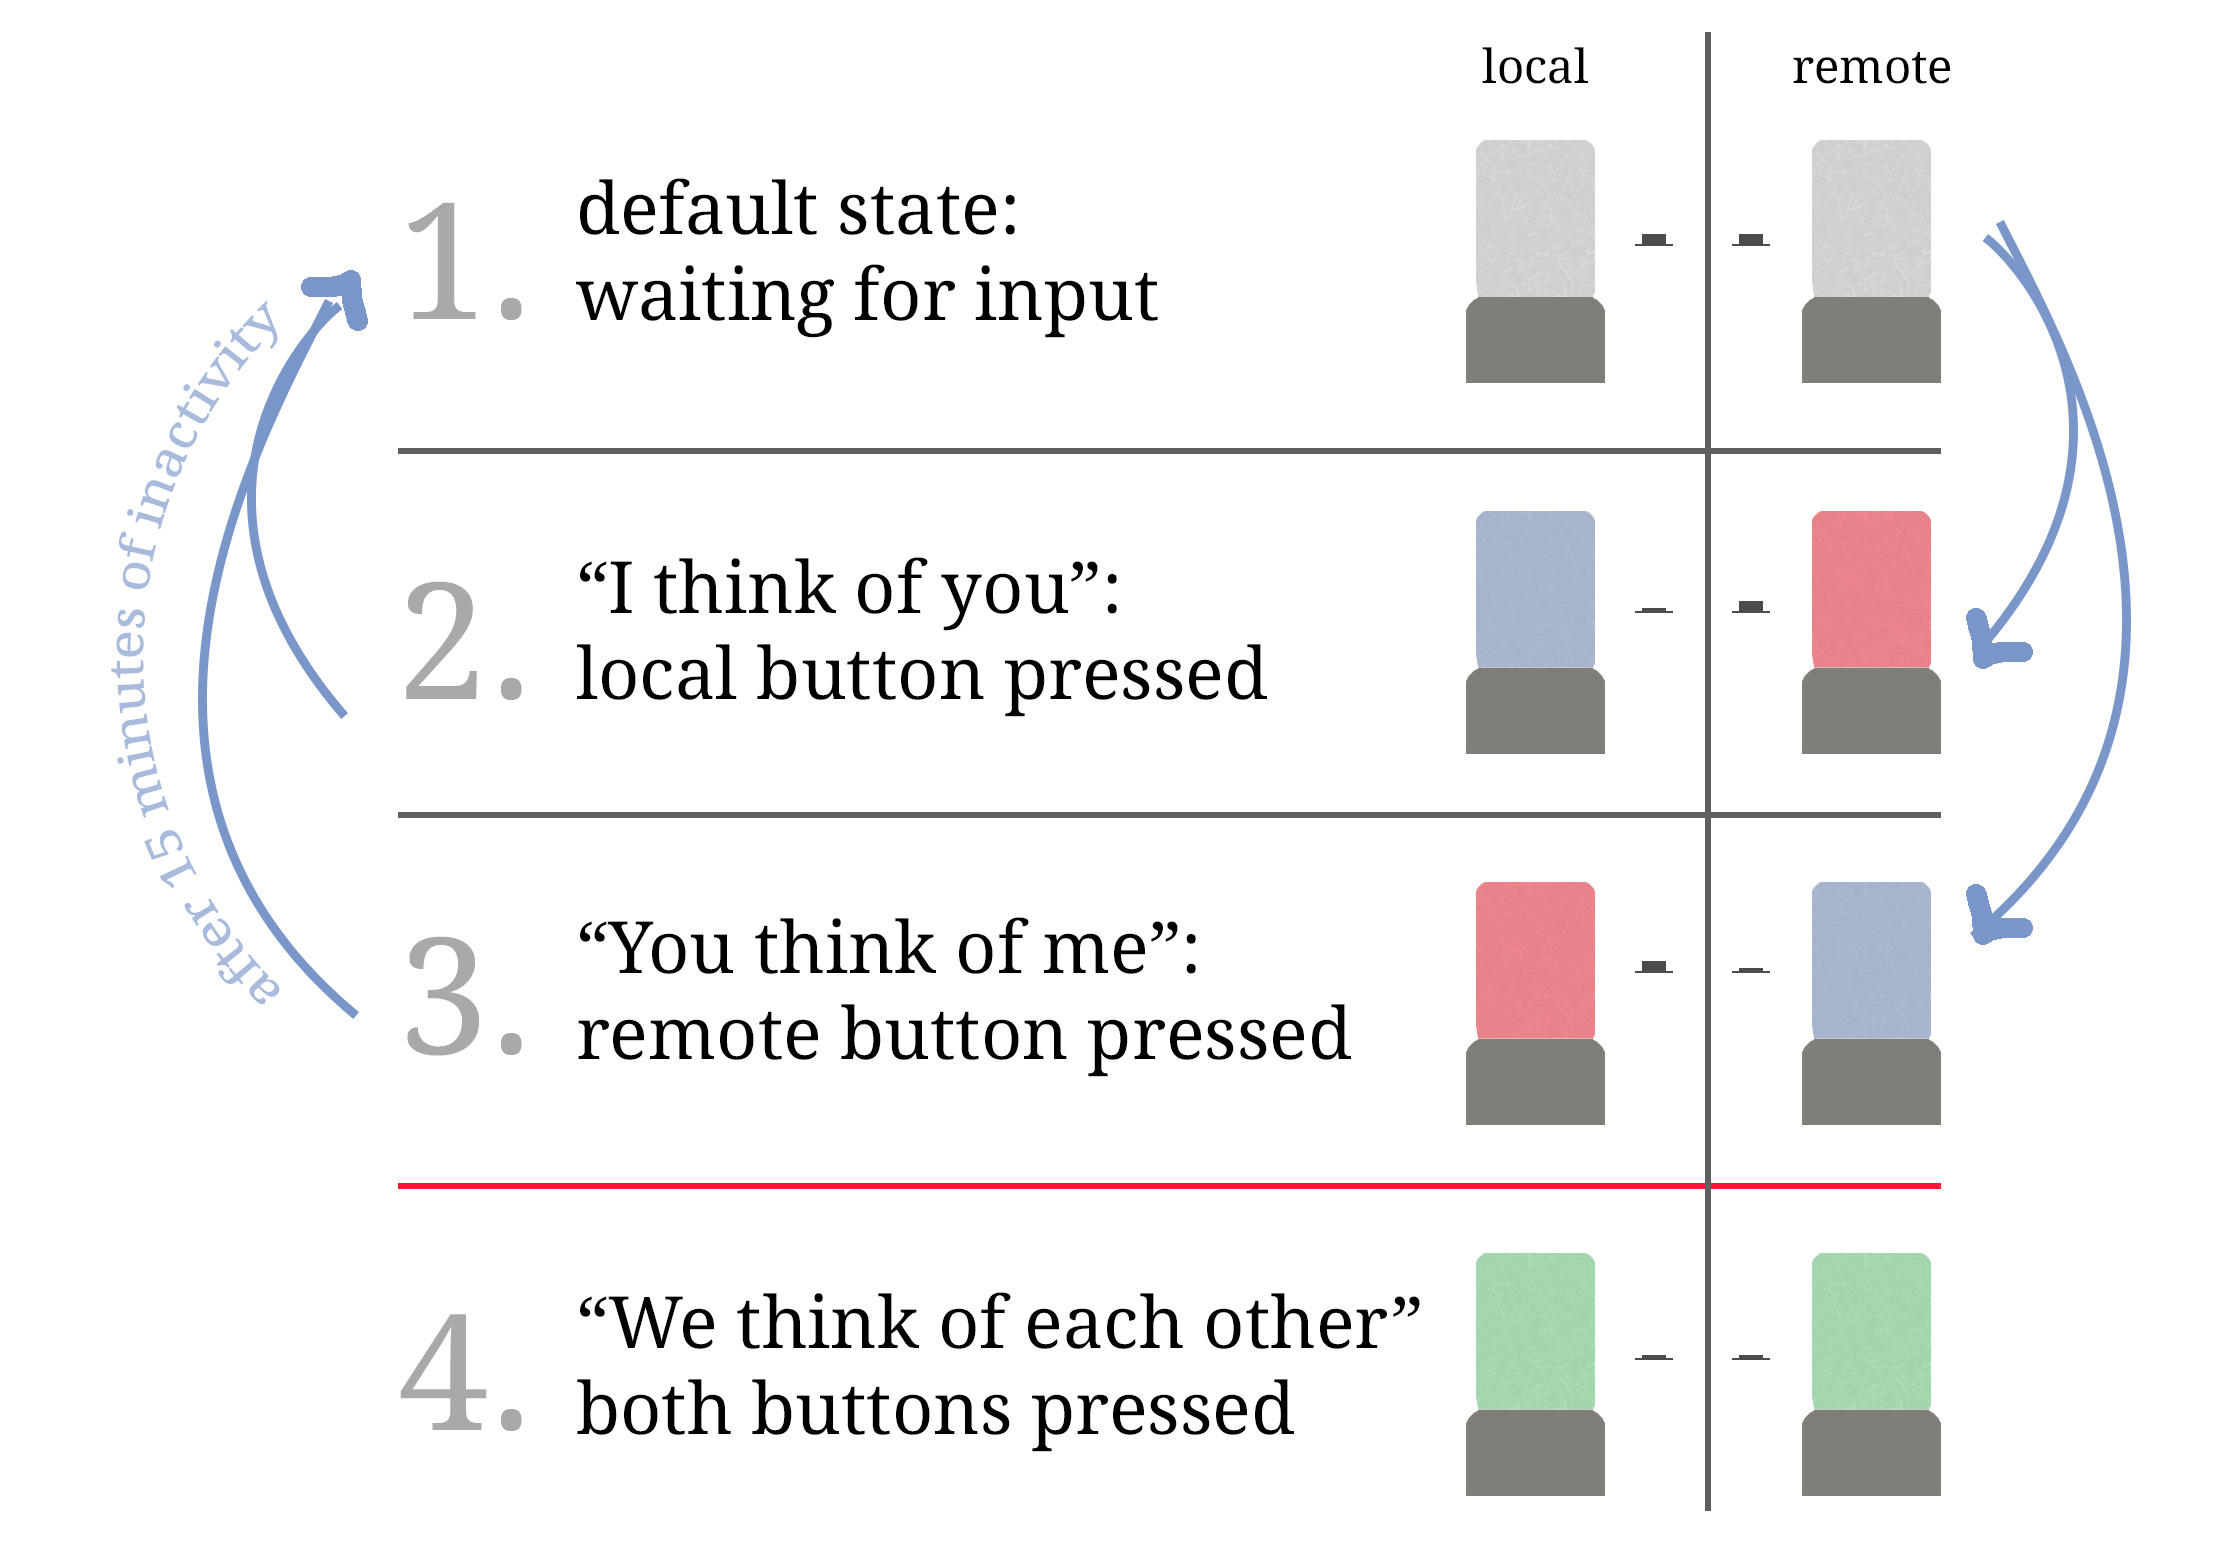 local
remote
1.
default state:
waiting for input
2.
“I think of you”:
local button pressed
3.
“You think of me”:
remote button pressed
4.
“We think of each other”
both buttons pressed
after 15 minutes of inactivity